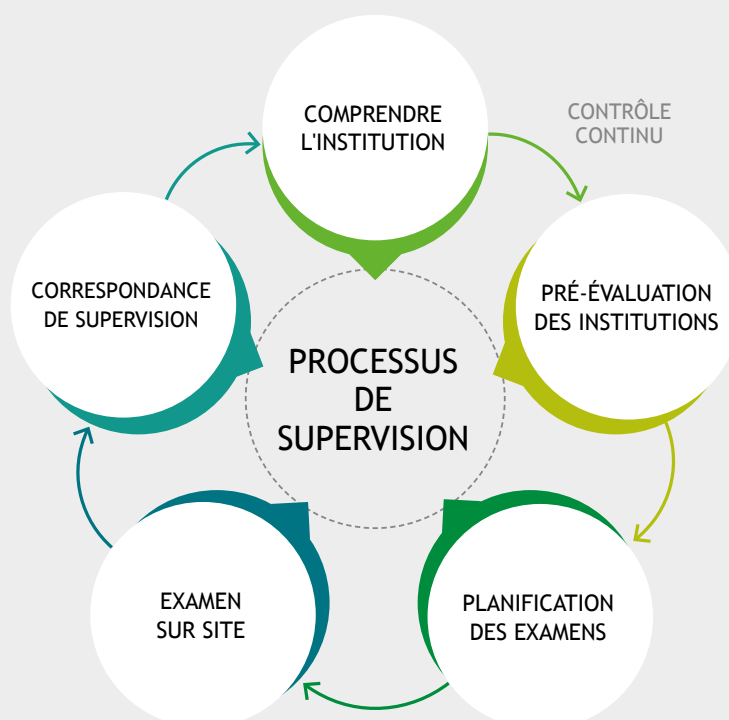 COMPRENDRE
L'INSTITUTION
CONTRÔLE
CONTINU
PRÉ-ÉVALUATION
DES INSTITUTIONS
PLANIFICATION
DES EXAMENS
EXAMEN
SUR SITE
CORRESPONDANCE
DE SUPERVISION
PROCESSUS
DE
SUPERVISION